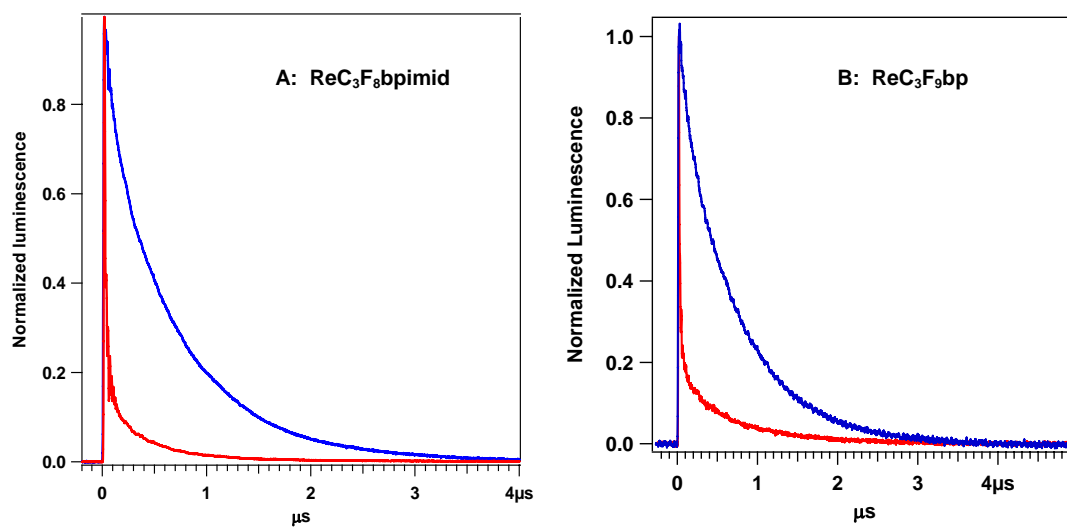 A: ReC₃F₈bpimid
Normalized luminescence
0.8
0.6
0.4
0.2
0.0
0
1
2
3
4µs
µs
B: ReC₃F₉bp
Normalized Luminescence
1.0
0.8
0.6
0.4
0.2
0.0
0
1
2
3
4µs
µs